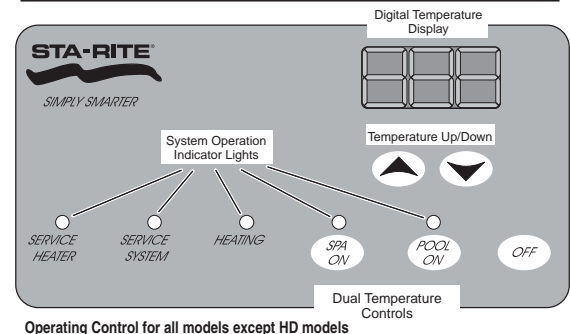 Digital Temperature
Display
STA-RITE®
SIMPLY SMARTER
System Operation
Indicator Lights
Temperature Up/Down
SERVICE
HEATER
SERVICE
SYSTEM
HEATING
SPA
ON
POOL
ON
OFF
Dual Temperature
Controls
Operating Control for all models except HD models